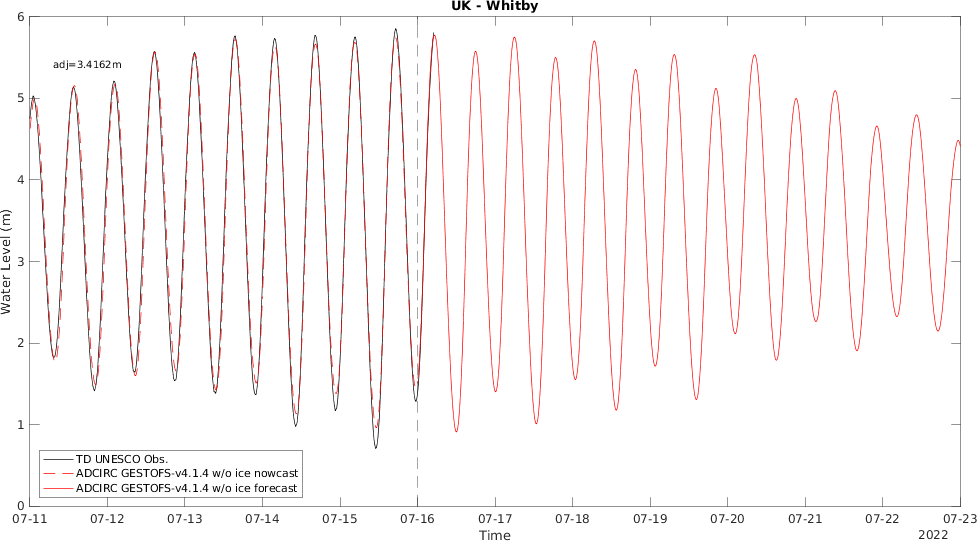 UK - Whitby
adj=3.4162m
6
5
4
3
2
1
0
Water Level (m)
TD UNESCO Obs.
ADCIRC GESTOFS-v4.1.4 w/o ice nowcast
ADCIRC GESTOFS-v4.1.4 w/o ice forecast
07-11 07-12 07-13 07-14 07-15 07-16 07-17 07-18 07-19 07-20 07-21 07-22 07-23
Time
2022